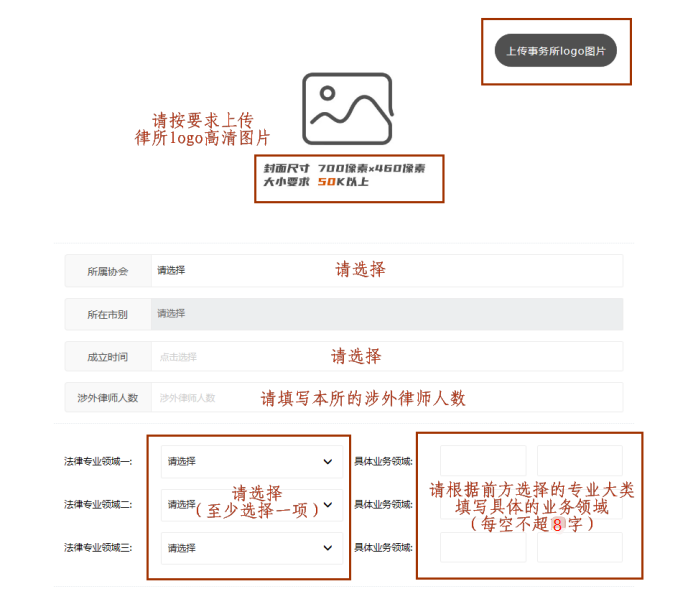 上传事务所logo图片
请按要求上传
律所logo高清图片
封面尺寸 700像素×460像素
大小要求 50K以上
所属协会 请选择 请选择
所在市别 请选择
成立时间 点击选择 请选择
涉外律师人数 涉外律师人数 请填写本所的涉外律师人数
法律专业领域一: 请选择 具体业务领域:
法律专业领域二: 请选择 具体业务领域:
法律专业领域三: 请选择 具体业务领域:
请选择
（至少选择一项）
请根据前方选择的专业大类
填写具体的业务领域
（每空不超8字）